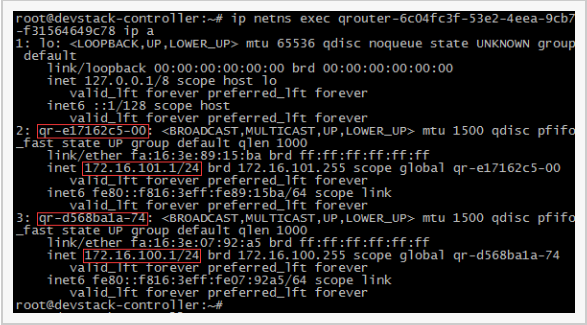 root@devstack-controller:~# ip netns exec qrouter-6c04fc3f-53e2-4eea-9cb7
-f31564649c78 ip a
1: lo: <LOOPBACK,UP,LOWER_UP> mtu 65536 qdisc noqueue state UNKNOWN group
 default
    link/loopback 00:00:00:00:00:00 brd 00:00:00:00:00:00
    inet 127.0.0.1/8 scope host lo
       valid_lft forever preferred_lft forever
    inet6 ::1/128 scope host
       valid_lft forever preferred_lft forever
2: qr-e17162c5-00: <BROADCAST,MULTICAST,UP,LOWER_UP> mtu 1500 qdisc pfifo
_fast state UP group default qlen 1000
    link/ether fa:16:3e:89:15:ba brd ff:ff:ff:ff:ff:ff
    inet 172.16.101.1/24 brd 172.16.101.255 scope global qr-e17162c5-00
       valid_lft forever preferred_lft forever
    inet6 fe80::f816:3eff:fe89:15ba/64 scope link
       valid_lft forever preferred_lft forever
3: qr-d568ba1a-74: <BROADCAST,MULTICAST,UP,LOWER_UP> mtu 1500 qdisc pfifo
_fast state UP group default qlen 1000
    link/ether fa:16:3e:07:92:a5 brd ff:ff:ff:ff:ff:ff
    inet 172.16.100.1/24 brd 172.16.100.255 scope global qr-d568ba1a-74
       valid_lft forever preferred_lft forever
    inet6 fe80::f816:3eff:fe07:92a5/64 scope link
       valid_lft forever preferred_lft forever
root@devstack-controller:~#